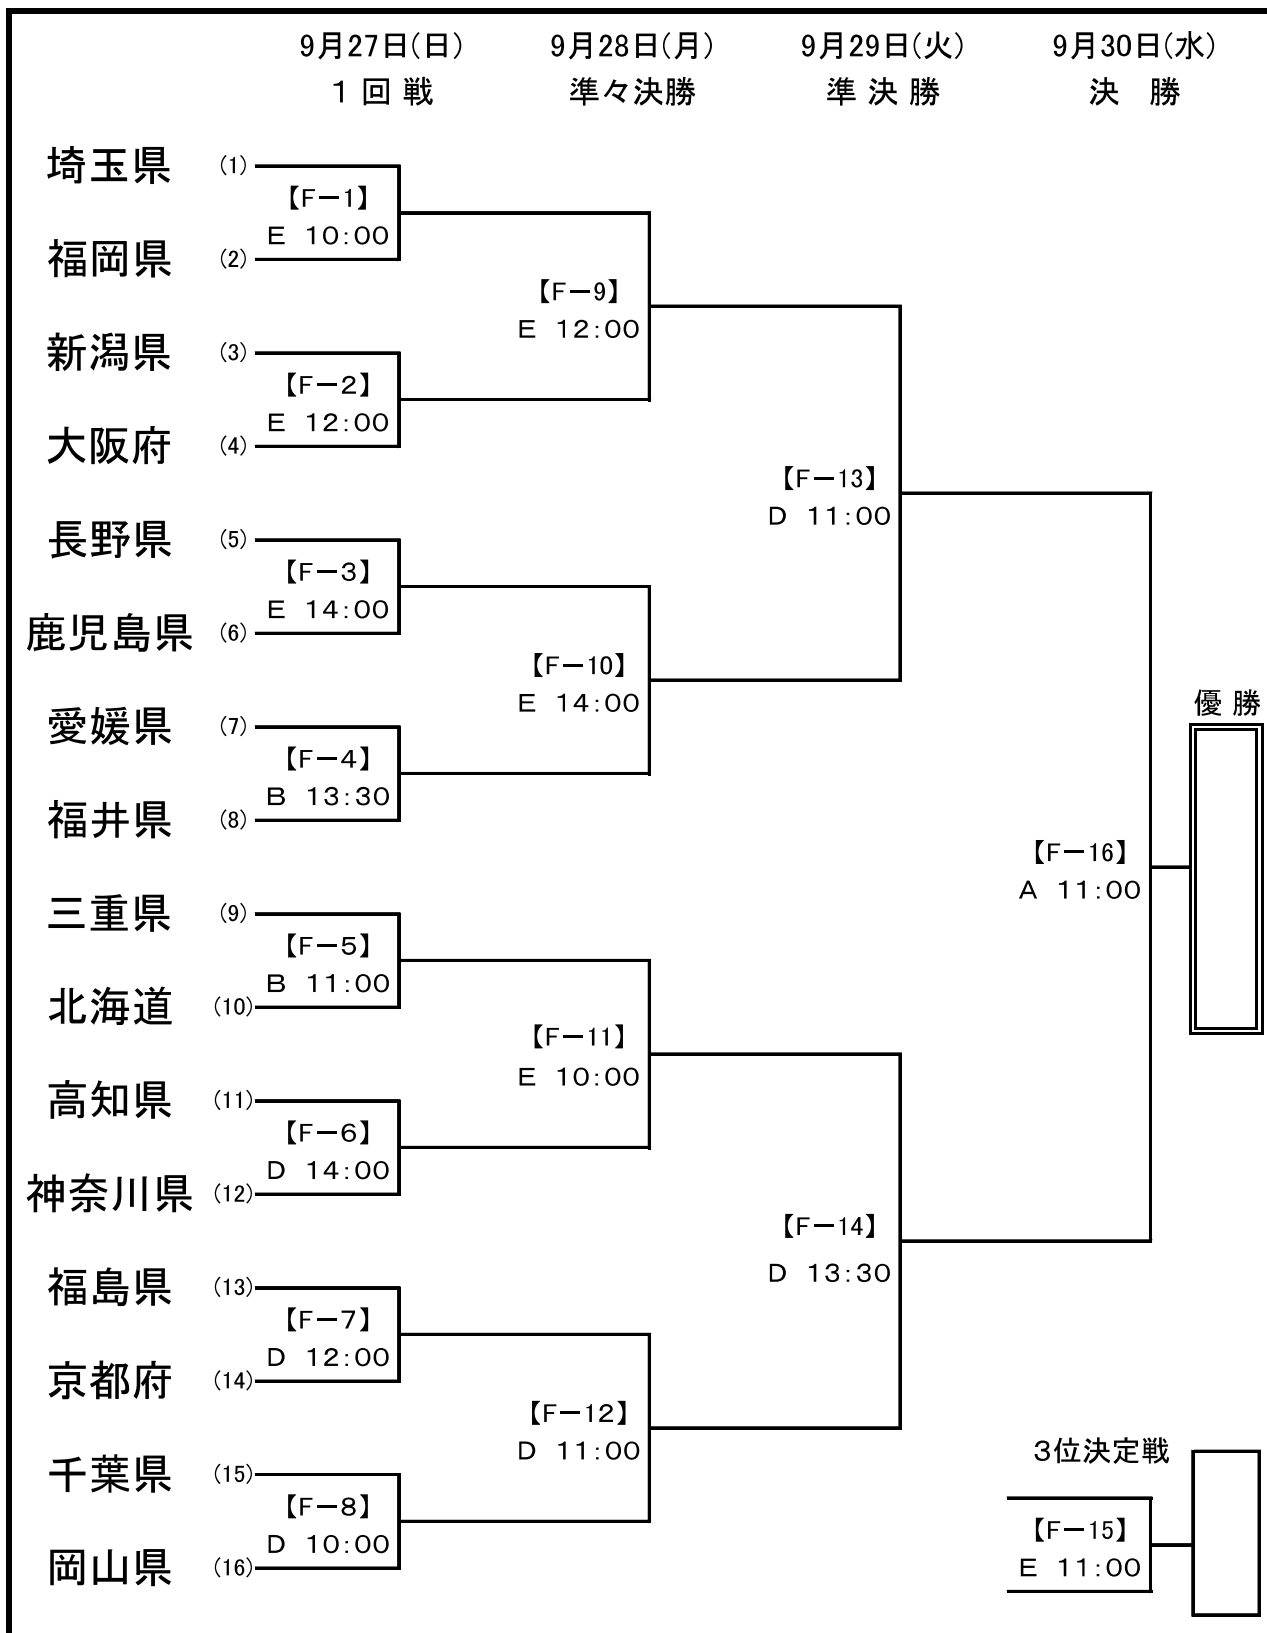 9月27日(日) 9月28日(月) 9月29日(火) 9月30日(水)
1 回 戦 準々決勝 準 決 勝 決 勝
埼玉県 (1)
【F－1】
E 10:00
福岡県 (2)
【F－9】
E 12:00
新潟県 (3)
【F－2】
E 12:00
大阪府 (4)
【F－13】
D 11:00
長野県 (5)
【F－3】
E 14:00
鹿児島県 (6)
【F－10】
E 14:00
優 勝
愛媛県 (7)
【F－4】
B 13:30
福井県 (8)
【F－16】
A 11:00
三重県 (9)
【F－5】
B 11:00
北海道 (10)
【F－11】
E 10:00
高知県 (11)
【F－6】
D 14:00
神奈川県 (12)
【F－14】
D 13:30
福島県 (13)
【F－7】
D 12:00
京都府 (14)
【F－12】
D 11:00
3位決定戦
千葉県 (15)
【F－8】
D 10:00
岡山県 (16)
【F－15】
E 11:00